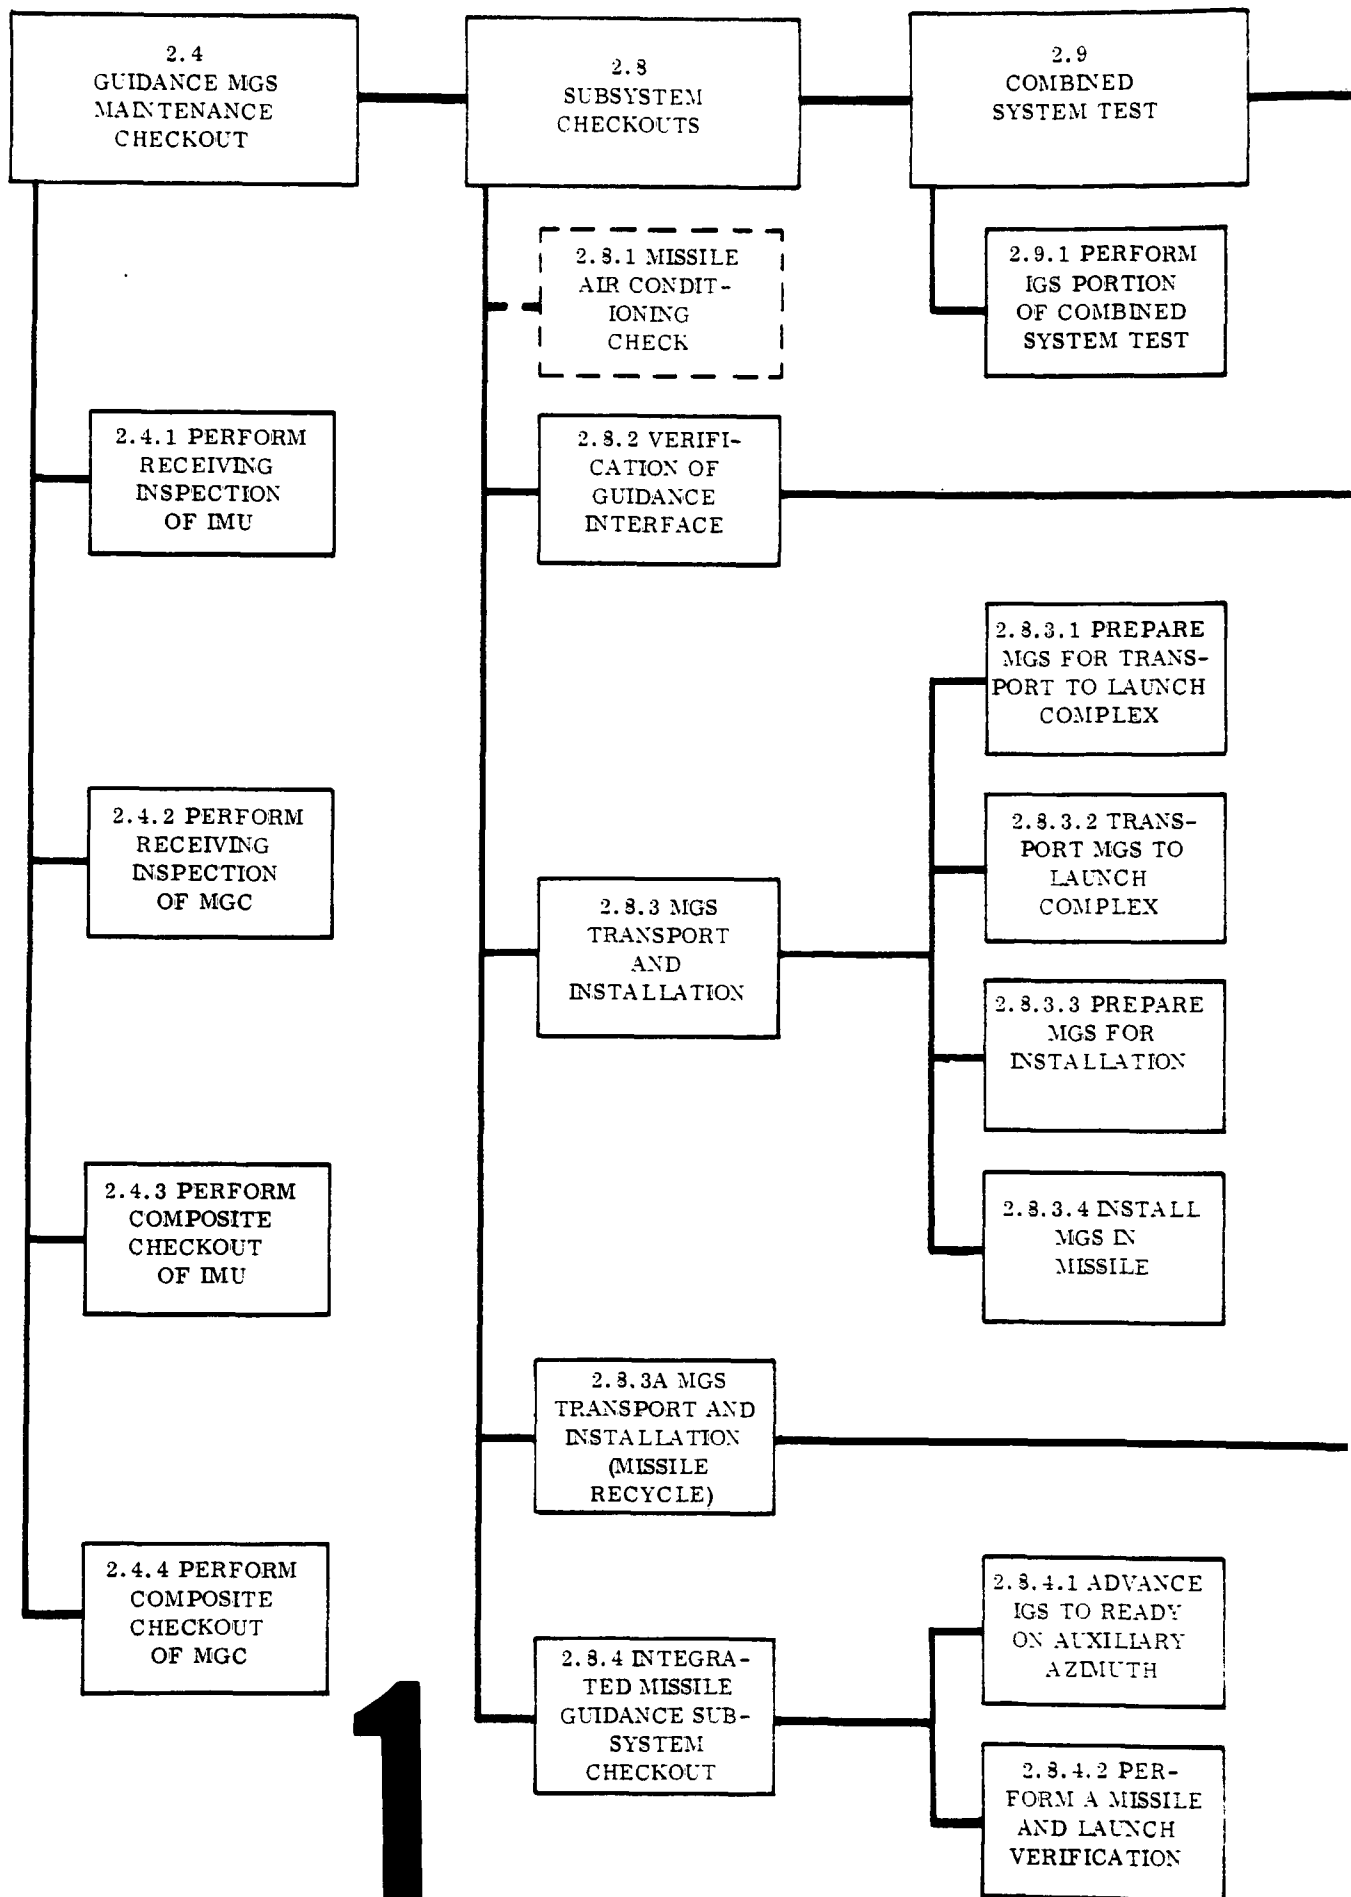 2.4
GUIDANCE MGS
MAINTENANCE
CHECKOUT
2.8
SUBSYSTEM
CHECKOUTS
2.9
COMBINED
SYSTEM TEST
2.8.1 MISSILE
AIR CONDIT-
IONING
CHECK
2.9.1 PERFORM
IGS PORTION
OF COMBINED
SYSTEM TEST
2.4.1 PERFORM
RECEIVING
INSPECTION
OF IMU
2.8.2 VERIFI-
CATION OF
GUIDANCE
INTERFACE
2.8.3.1 PREPARE
MGS FOR TRANS-
PORT TO LAUNCH
COMPLEX
2.4.2 PERFORM
RECEIVING
INSPECTION
OF MGC
2.8.3.2 TRANS-
PORT MGS TO
LAUNCH
COMPLEX
2.8.3 MGS
TRANSPORT
AND
INSTALLATION
2.8.3.3 PREPARE
MGS FOR
INSTALLATION
2.4.3 PERFORM
COMPOSITE
CHECKOUT
OF IMU
2.8.3.4 INSTALL
MGS IN
MISSILE
2.8.3A MGS
TRANSPORT AND
INSTALLATION
(MISSILE
RECYCLE)
2.4.4 PERFORM
COMPOSITE
CHECKOUT
OF MGC
2.8.4.1 ADVANCE
IGS TO READY
ON AUXILIARY
AZIMUTH
2.8.4 INTEGRA-
TED MISSILE
GUIDANCE SUB-
SYSTEM
CHECKOUT
2.8.4.2 PER-
FORM A MISSILE
AND LAUNCH
VERIFICATION
1